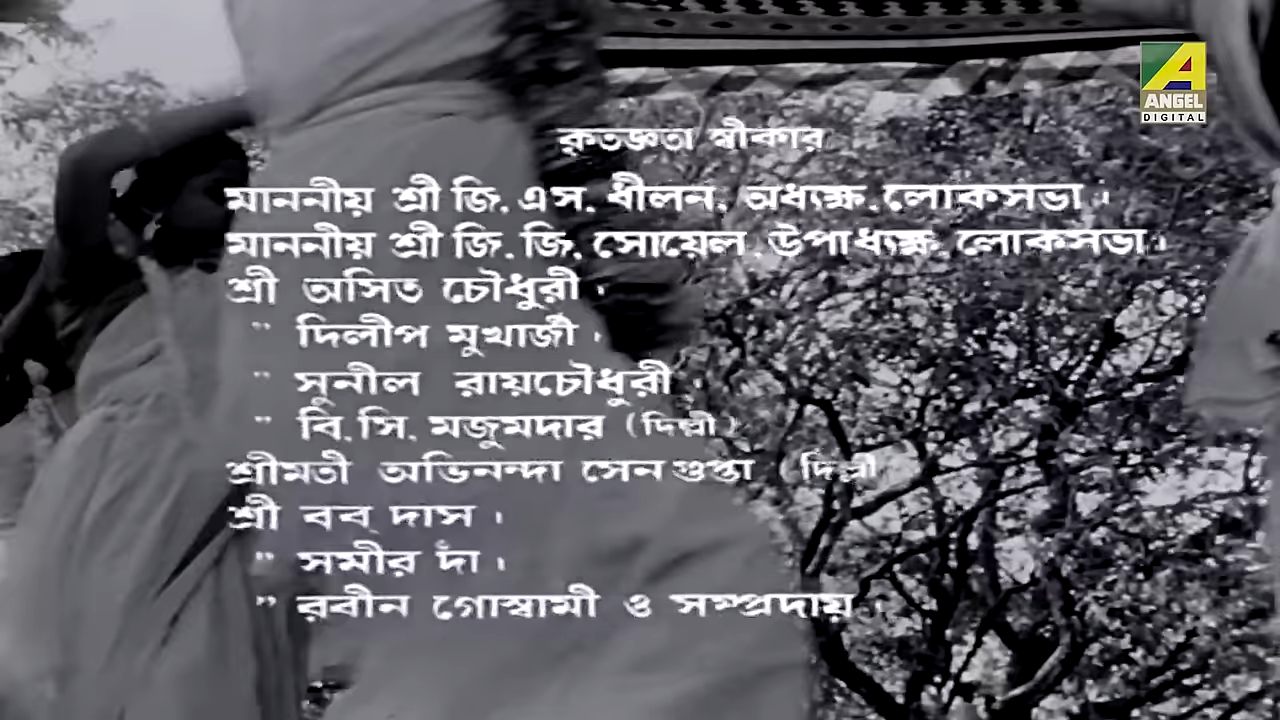 কৃতজ্ঞতা স্বীকার
মাননীয় শ্রী জি. এস. ধীলন, অধ্যক্ষ, লোকসভা ।
মাননীয় শ্রী জি. জি. সোয়েল, উপাধ্যক্ষ, লোকসভা ।
শ্রী অসিত চৌধুরী ।
" দিলীপ মুখার্জী ।
" সুনীল রায়চৌধুরী ।
" বি. সি. মজুমদার (দিল্লী)
শ্রীমতী অভিনন্দা সেনগুপ্তা (দিল্লী
শ্রী বব্ দাস ।
" সমীর দাঁ ।
" রবীন গোস্বামী ও সম্প্রদায় ।
ANGEL
DIGITAL